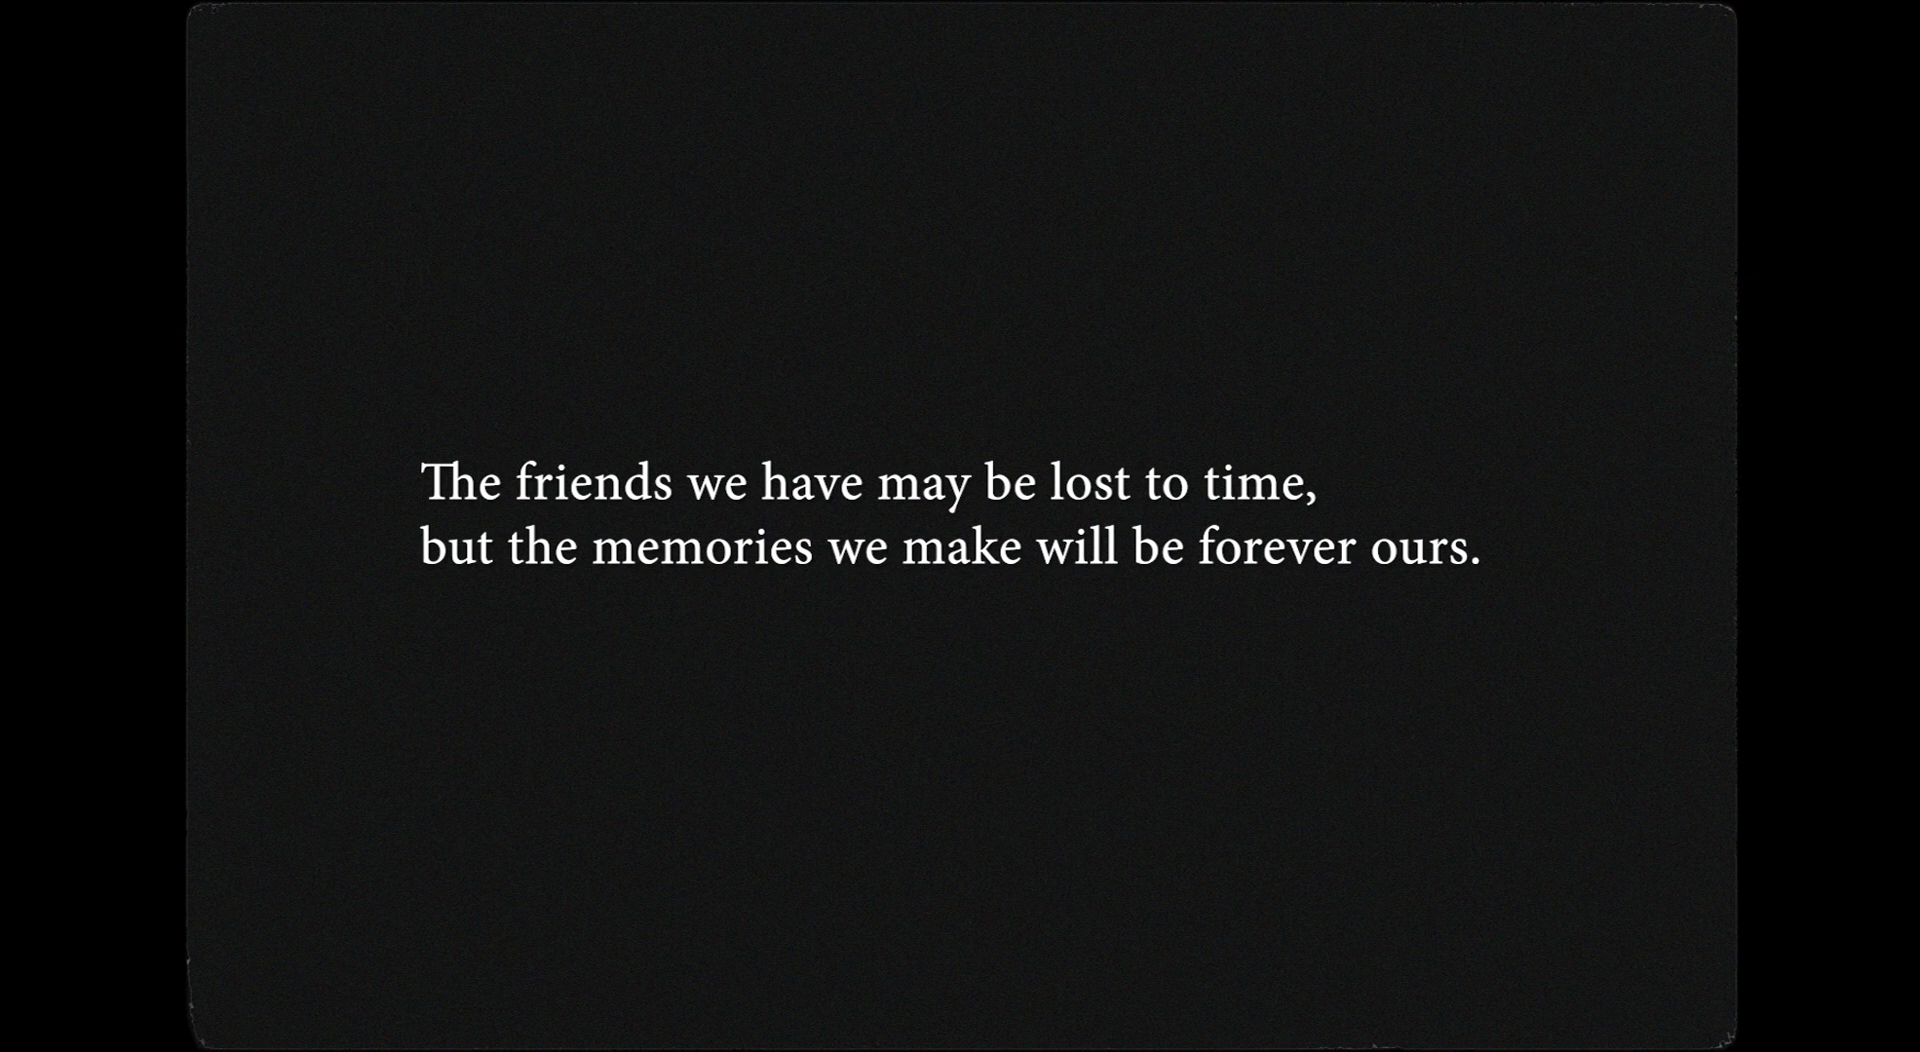 The friends we have may be lost to time,
but the memories we make will be forever ours.